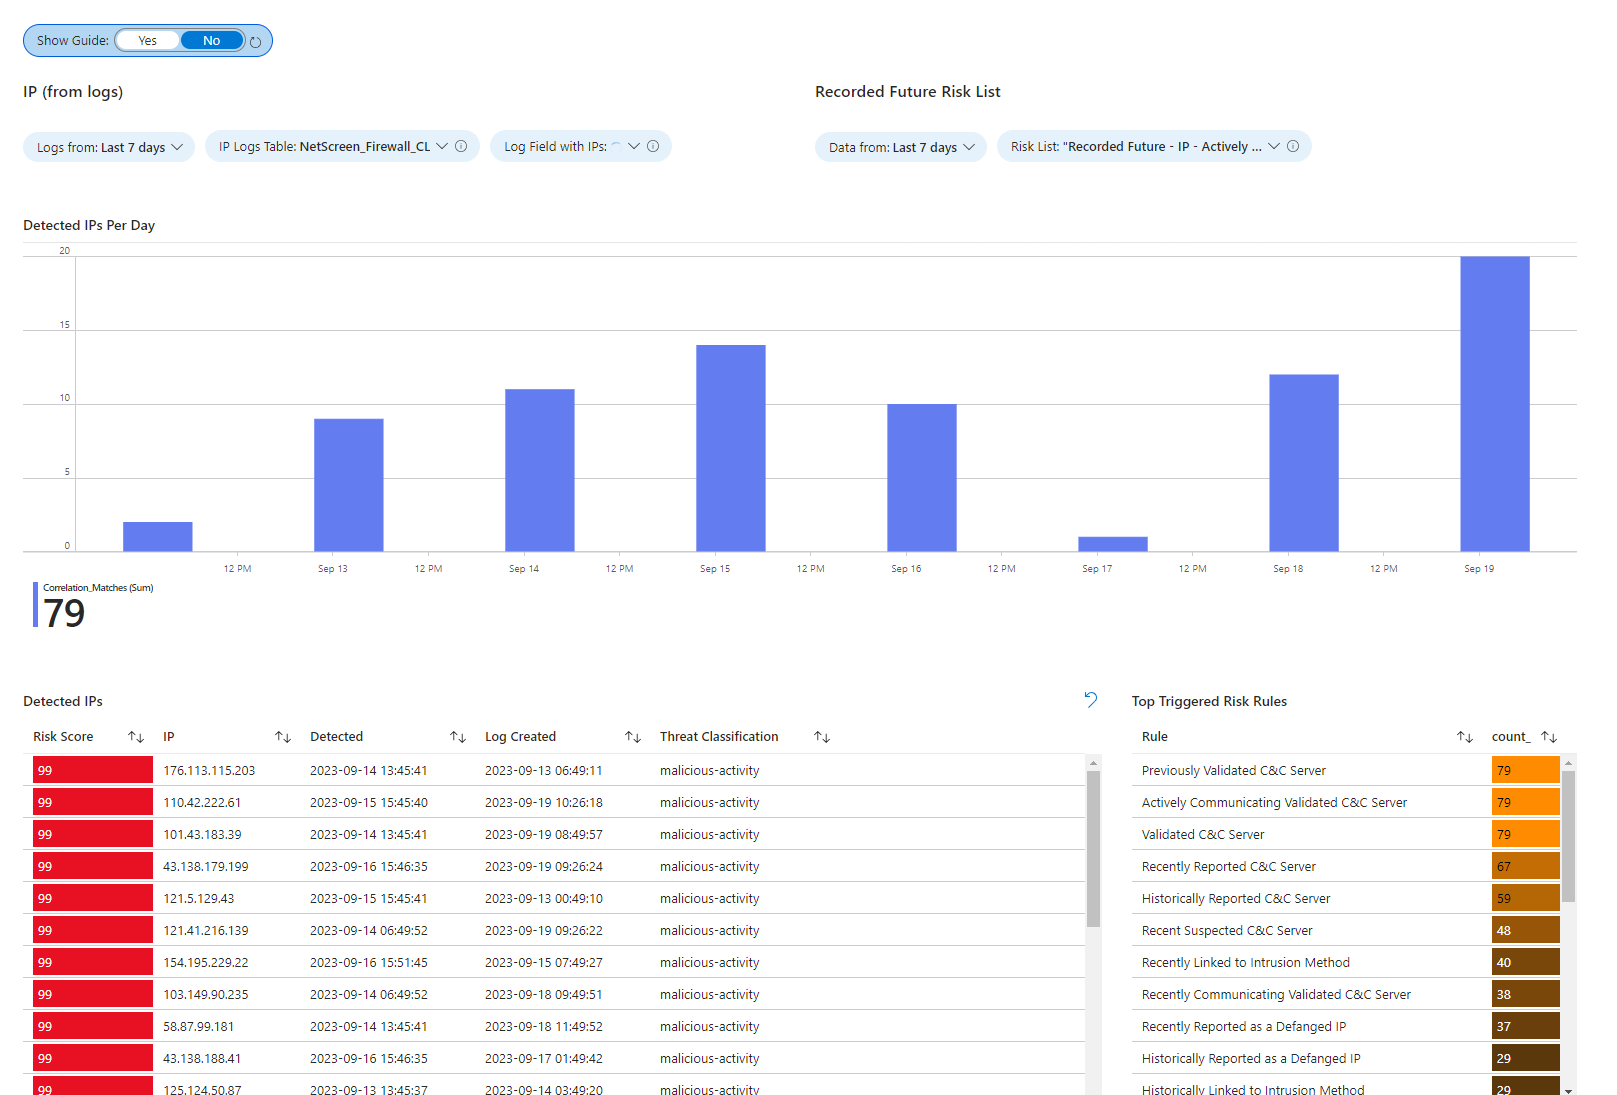 Show Guide: Yes No
IP (from logs)
Recorded Future Risk List
Logs from: Last 7 days
IP Logs Table: NetScreen_Firewall_CL
Log Field with IPs:
Data from: Last 7 days
Risk List: "Recorded Future - IP - Actively ...
Detected IPs Per Day
20
15
10
5
0
12 PM Sep 13 12 PM Sep 14 12 PM Sep 15 12 PM Sep 16 12 PM Sep 17 12 PM Sep 18 12 PM Sep 19
Correlation_Matches (Sum)
79
Detected IPs
Risk Score IP Detected Log Created Threat Classification
99 176.113.115.203 2023-09-14 13:45:41 2023-09-13 06:49:11 malicious-activity
99 110.42.222.61 2023-09-15 15:45:40 2023-09-19 10:26:18 malicious-activity
99 101.43.183.39 2023-09-14 13:45:41 2023-09-19 08:49:57 malicious-activity
99 43.138.179.199 2023-09-16 15:46:35 2023-09-19 09:26:24 malicious-activity
99 121.5.129.43 2023-09-15 15:45:41 2023-09-13 00:49:10 malicious-activity
99 121.41.216.139 2023-09-14 06:49:52 2023-09-19 09:26:22 malicious-activity
99 154.195.229.22 2023-09-16 15:51:45 2023-09-15 07:49:27 malicious-activity
99 103.149.90.235 2023-09-14 06:49:52 2023-09-18 09:49:51 malicious-activity
99 58.87.99.181 2023-09-14 13:45:41 2023-09-18 11:49:52 malicious-activity
99 43.138.188.41 2023-09-16 15:46:35 2023-09-17 01:49:42 malicious-activity
99 125.124.50.87 2023-09-13 13:45:37 2023-09-14 03:49:20 malicious-activity
Top Triggered Risk Rules
Rule count_
Previously Validated C&C Server 79
Actively Communicating Validated C&C Server 79
Validated C&C Server 79
Recently Reported C&C Server 67
Historically Reported C&C Server 59
Recent Suspected C&C Server 48
Recently Linked to Intrusion Method 40
Recently Communicating Validated C&C Server 38
Recently Reported as a Defanged IP 37
Historically Reported as a Defanged IP 29
Historically Linked to Intrusion Method 29